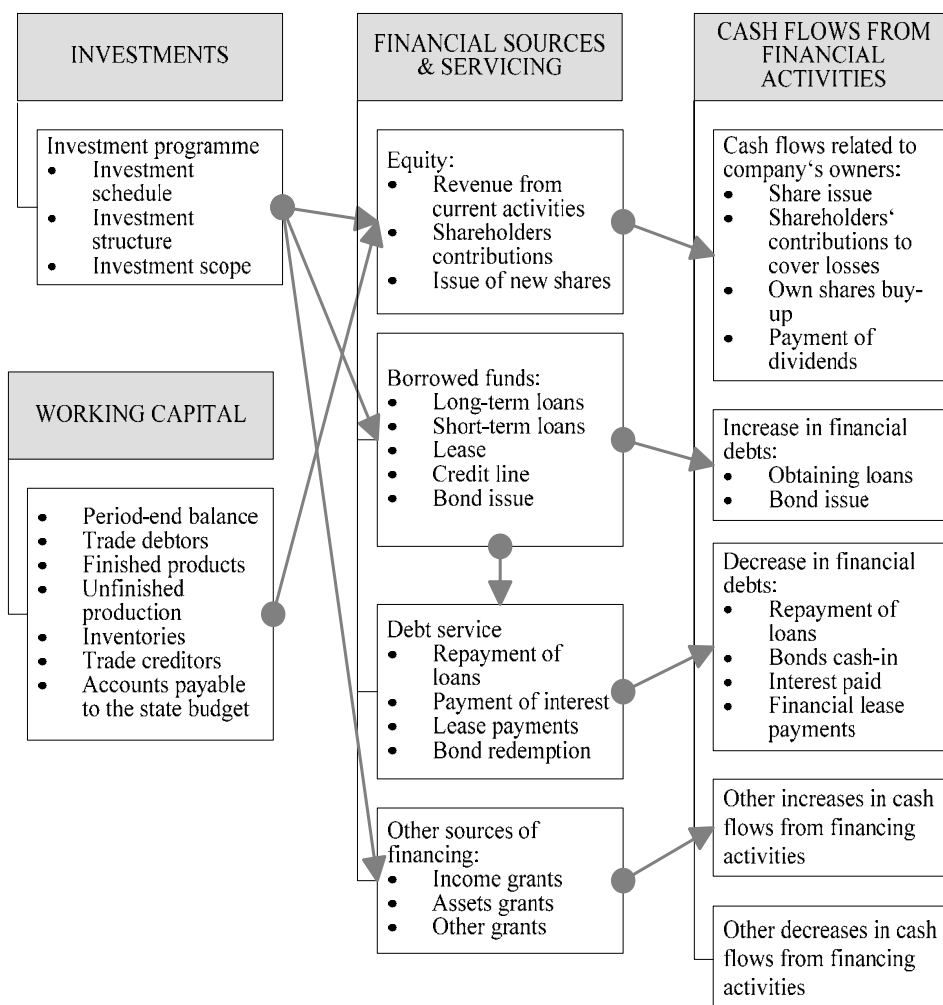 INVESTMENTS
Investment programme
• Investment
schedule
• Investment
structure
• Investment scope
WORKING CAPITAL
• Period-end balance
• Trade debtors
• Finished products
• Unfinished
production
• Inventories
• Trade creditors
• Accounts payable
to the state budget
FINANCIAL SOURCES
& SERVICING
Equity:
• Revenue from
current activities
• Shareholders
contributions
• Issue of new shares
Borrowed funds:
• Long-term loans
• Short-term loans
• Lease
• Credit line
• Bond issue
Debt service
• Repayment of
loans
• Payment of interest
• Lease payments
• Bond redemption
Other sources of
financing:
• Income grants
• Assets grants
• Other grants
CASH FLOWS FROM
FINANCIAL
ACTIVITIES
Cash flows related to
company‘s owners:
• Share issue
• Shareholders‘
contributions to
cover losses
• Own shares buy-
up
• Payment of
dividends
Increase in financial
debts:
• Obtaining loans
• Bond issue
Decrease in financial
debts:
• Repayment of
loans
• Bonds cash-in
• Interest paid
• Financial lease
payments
Other increases in cash
flows from financing
activities
Other decreases in cash
flows from financing
activities